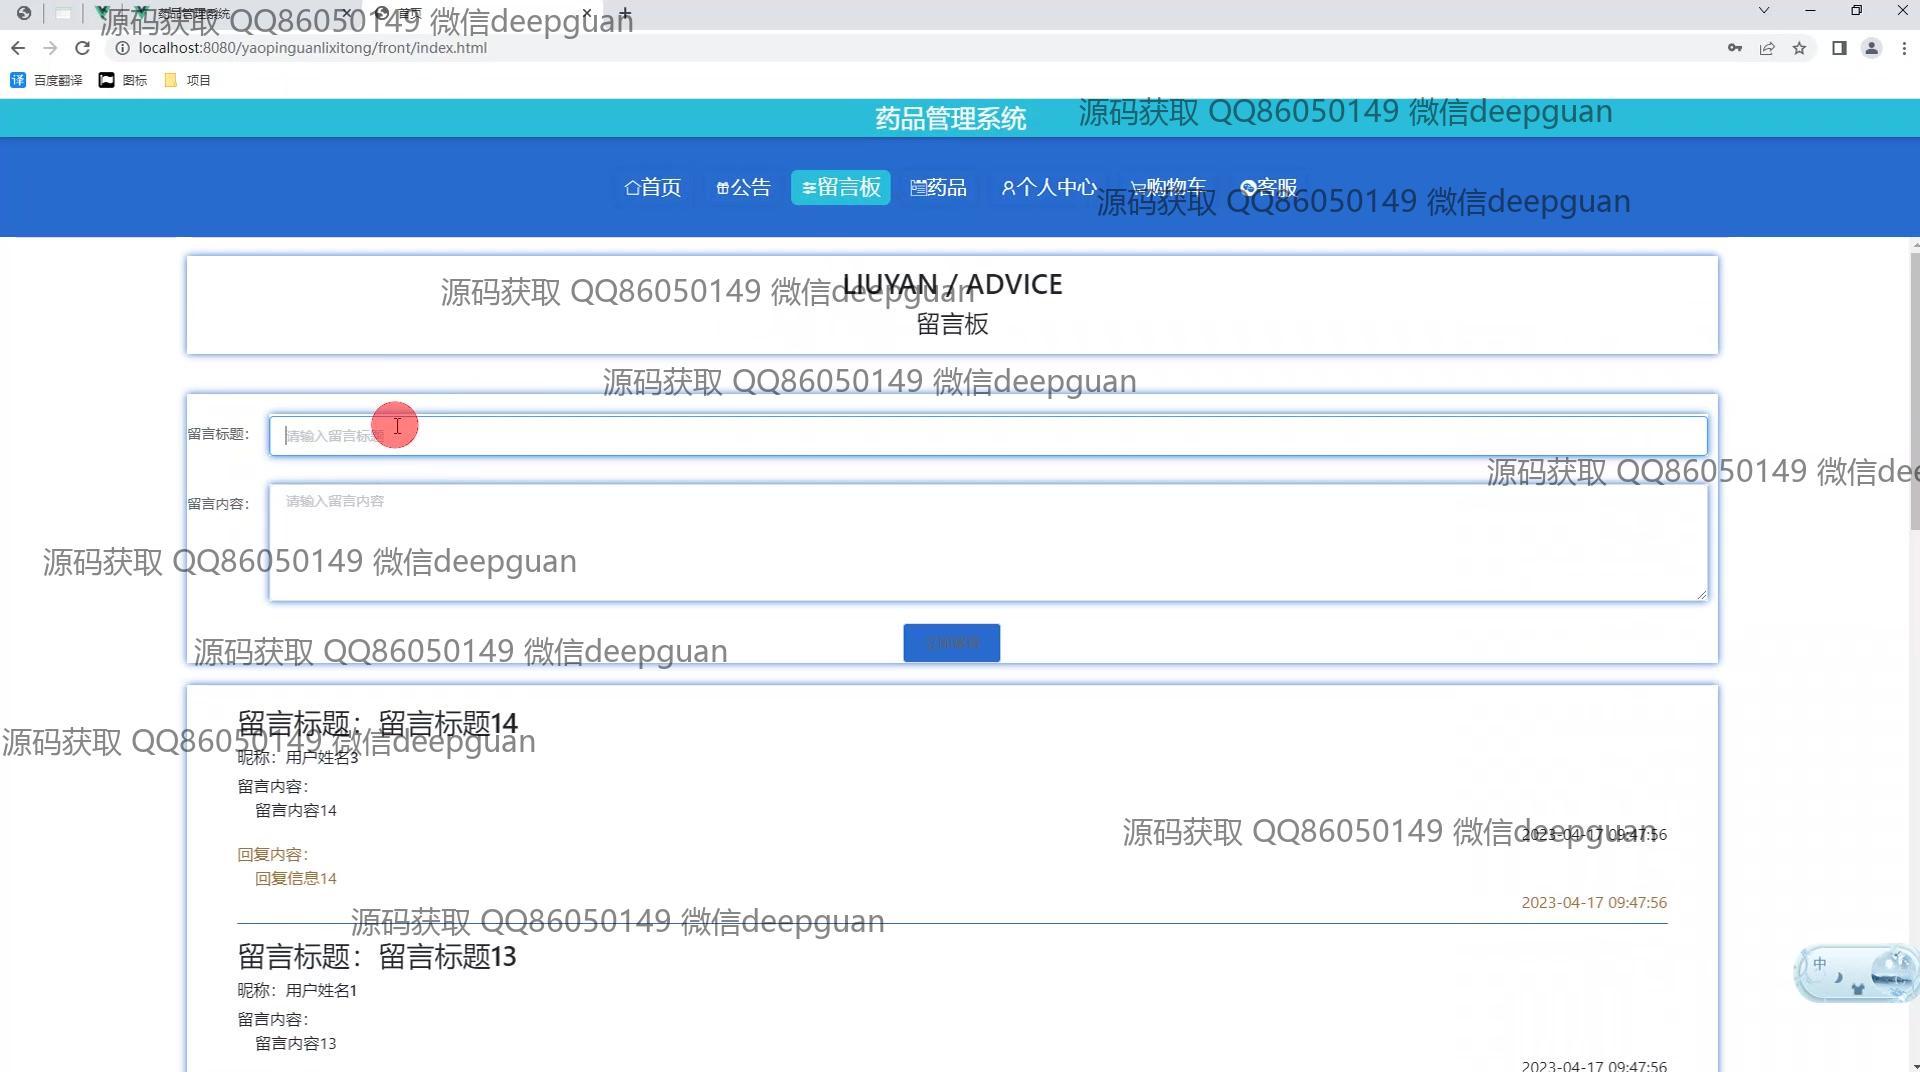 药品管理系统
首页
localhost:8080/yaopinguanlixitong/front/index.html
百度翻译 图标 项目
药品管理系统
首页 公告 留言板 药品 个人中心 购物车 客服
LIUYAN / ADVICE
留言板
留言标题： 请输入留言标题
留言内容： 请输入留言内容
留言标题：留言标题14
昵称：用户姓名3
留言内容：
留言内容14
2023-04-17 09:47:56
回复内容：
回复信息14
2023-04-17 09:47:56
留言标题：留言标题13
昵称：用户姓名1
留言内容：
留言内容13
2023-04-17 09:47:56
中
源码获取 QQ86050149 微信deepguan
源码获取 QQ86050149 微信deepguan
源码获取 QQ86050149 微信deepguan
源码获取 QQ86050149 微信deepguan
源码获取 QQ86050149 微信deepguan
源码获取 QQ86050149 微信dee
源码获取 QQ86050149 微信deepguan
源码获取 QQ86050149 微信deepguan
源码获取 QQ86050149 微信deepguan
源码获取 QQ86050149 微信deepguan
源码获取 QQ86050149 微信deepguan